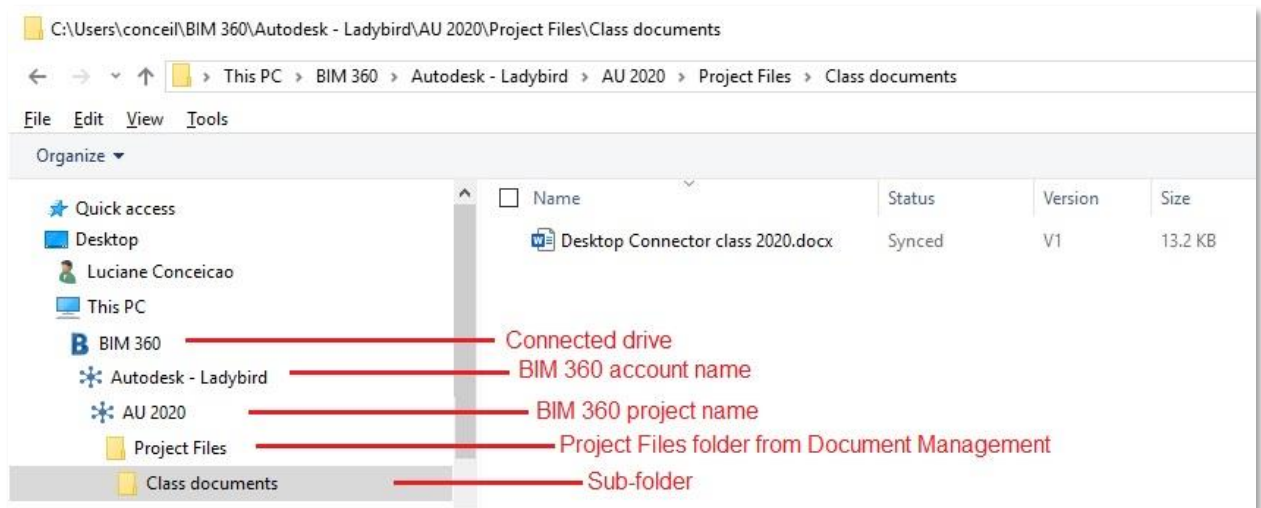 C:\Users\conceil\BIM 360\Autodesk - Ladybird\AU 2020\Project Files\Class documents
This PC > BIM 360 > Autodesk - Ladybird > AU 2020 > Project Files > Class documents
File Edit View Tools
Organize
Quick access
Desktop
Luciane Conceicao
This PC
BIM 360
Autodesk - Ladybird
AU 2020
Project Files
Class documents
Name Status Version Size
Desktop Connector class 2020.docx Synced V1 13.2 KB
Connected drive
BIM 360 account name
BIM 360 project name
Project Files folder from Document Management
Sub-folder